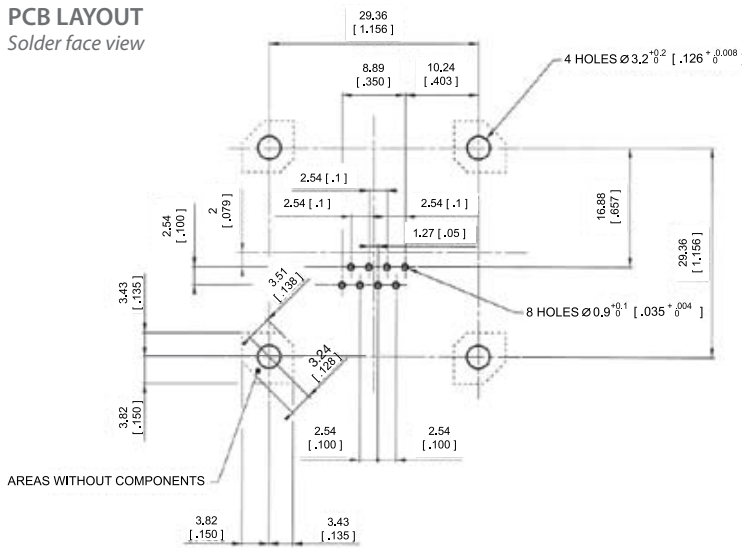 PCB LAYOUT
Solder face view
29.36
[ 1.156 ]
8.89
[ .350 ]
10.24
[ .403 ]
4 HOLES Ø 3.2 +0.2 0 [ .126 + 0.008 0 ]
2.54 [ .1 ]
2.54 [ .1 ]
2.54 [ .1 ]
1.27 [ .05 ]
2
[ .079 ]
2.54
[ .100 ]
16.88
[ .657 ]
29.36
[ 1.156 ]
3.43
[ .135 ]
3.51
[ .138 ]
8 HOLES Ø 0.9 +0.1 0 [ .035 + .004 0 ]
3.24
[ .128 ]
3.82
[ .150 ]
2.54
[ .100 ]
2.54
[ .100 ]
AREAS WITHOUT COMPONENTS
3.82
[ .150 ]
3.43
[ .135 ]